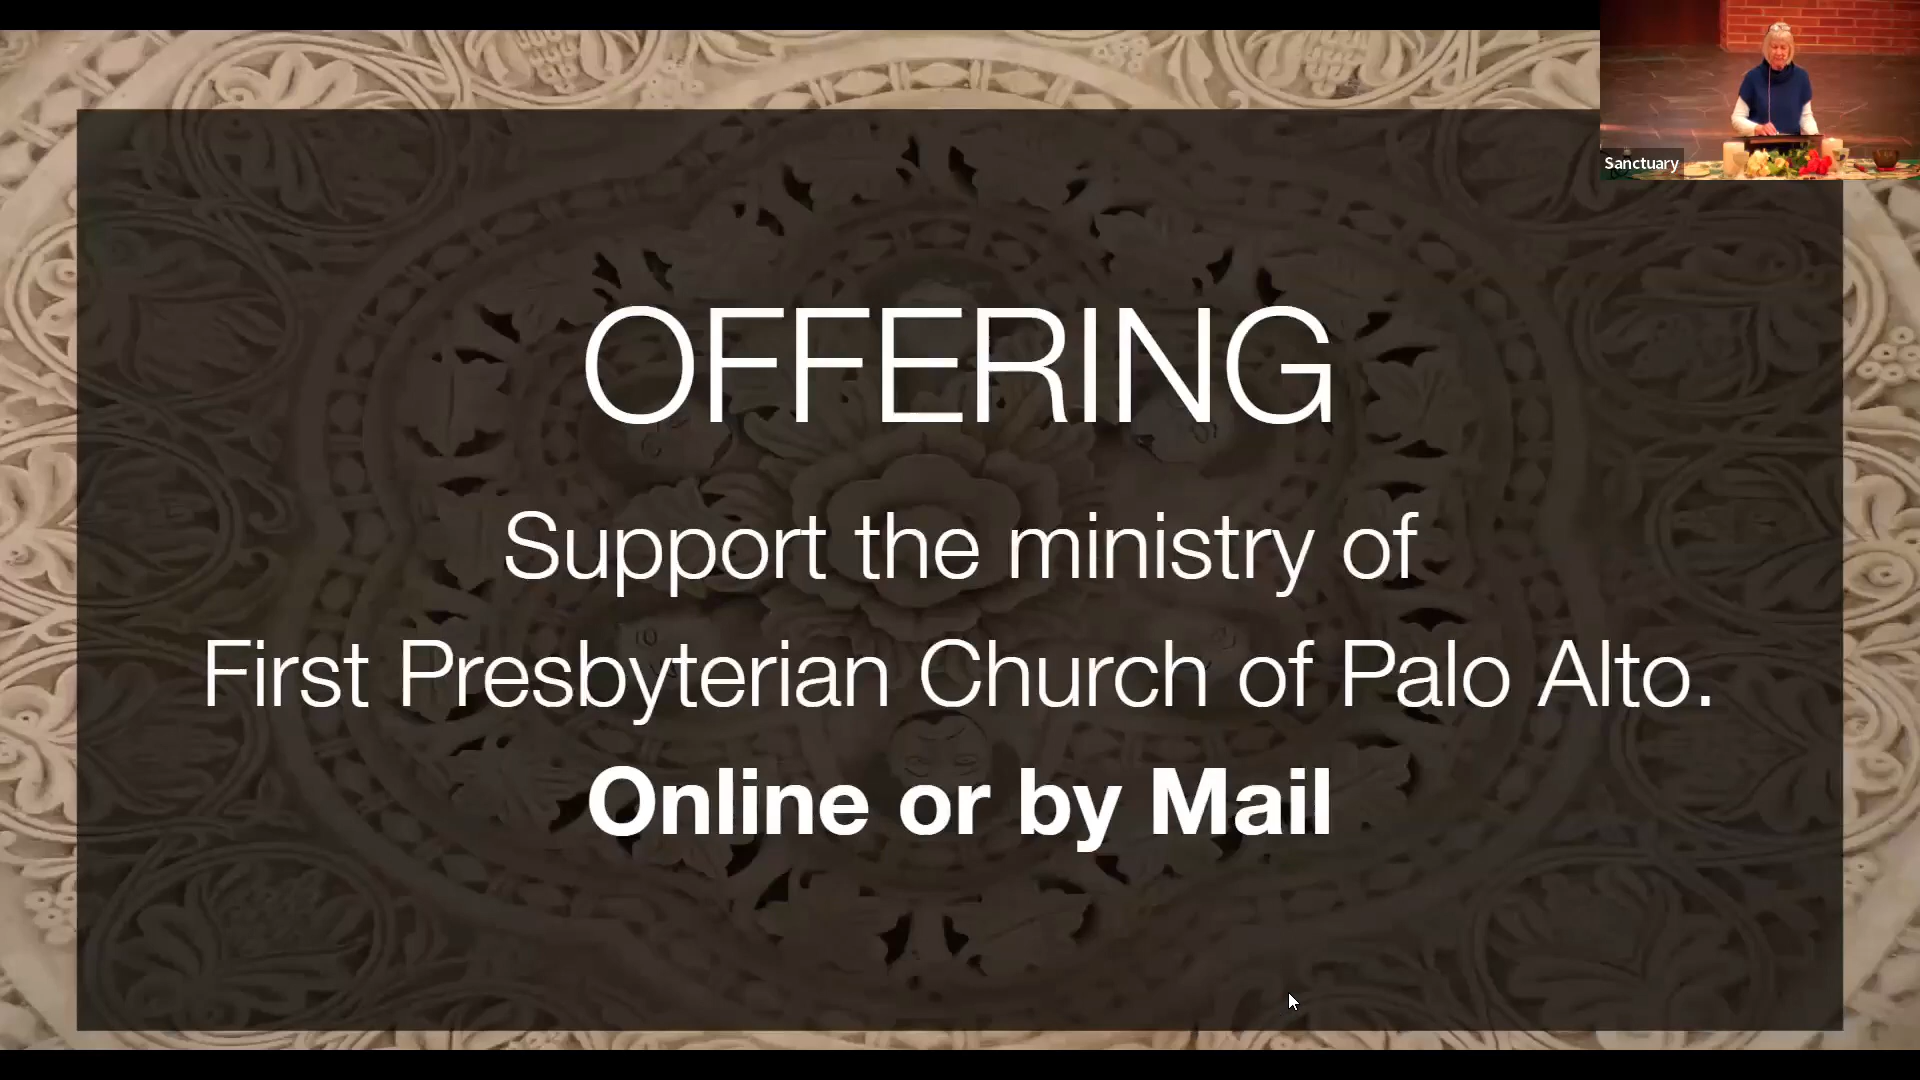 Sanctuary
OFFERING
Support the ministry of
First Presbyterian Church of Palo Alto.
Online or by Mail